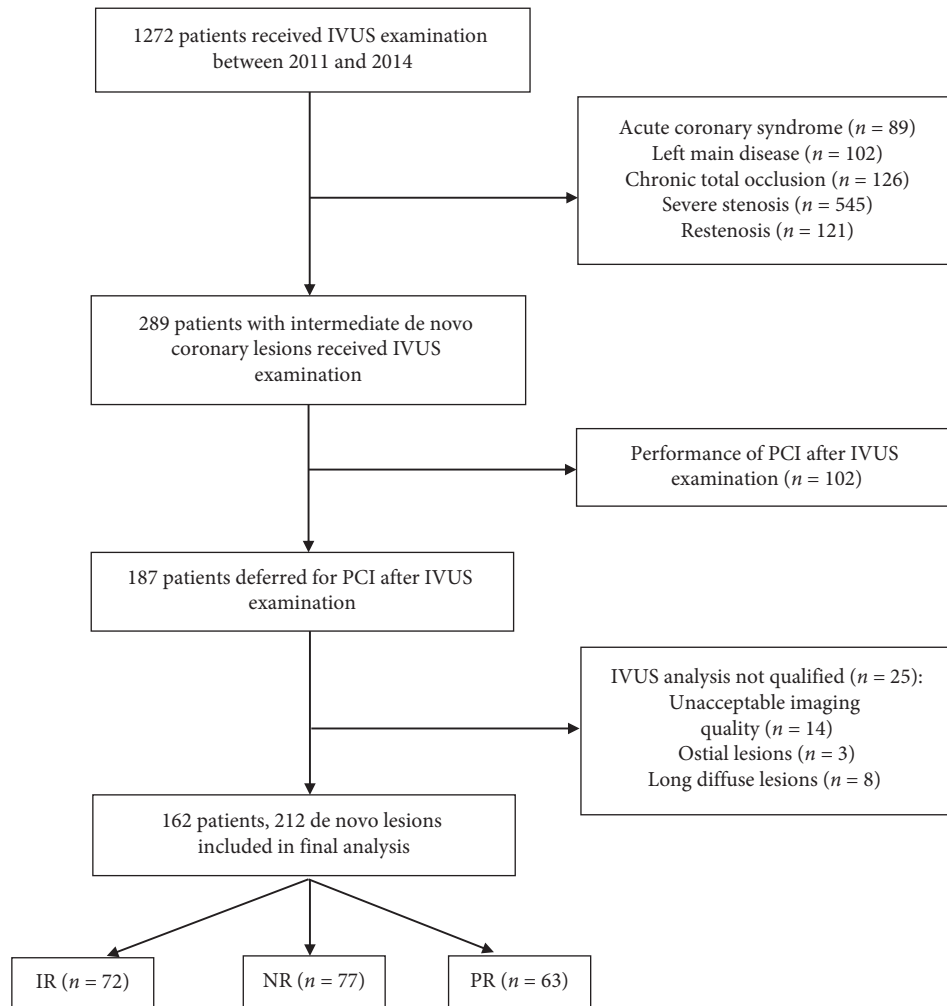 1272 patients received IVUS examination
between 2011 and 2014
Acute coronary syndrome (n = 89)
Left main disease (n = 102)
Chronic total occlusion (n = 126)
Severe stenosis (n = 545)
Restenosis (n = 121)
289 patients with intermediate de novo
coronary lesions received IVUS
examination
Performance of PCI after IVUS
examination (n = 102)
187 patients deferred for PCI after IVUS
examination
IVUS analysis not qualified (n = 25):
Unacceptable imaging
quality (n = 14)
Ostial lesions (n = 3)
Long diffuse lesions (n = 8)
162 patients, 212 de novo lesions
included in final analysis
IR (n = 72)
NR (n = 77)
PR (n = 63)